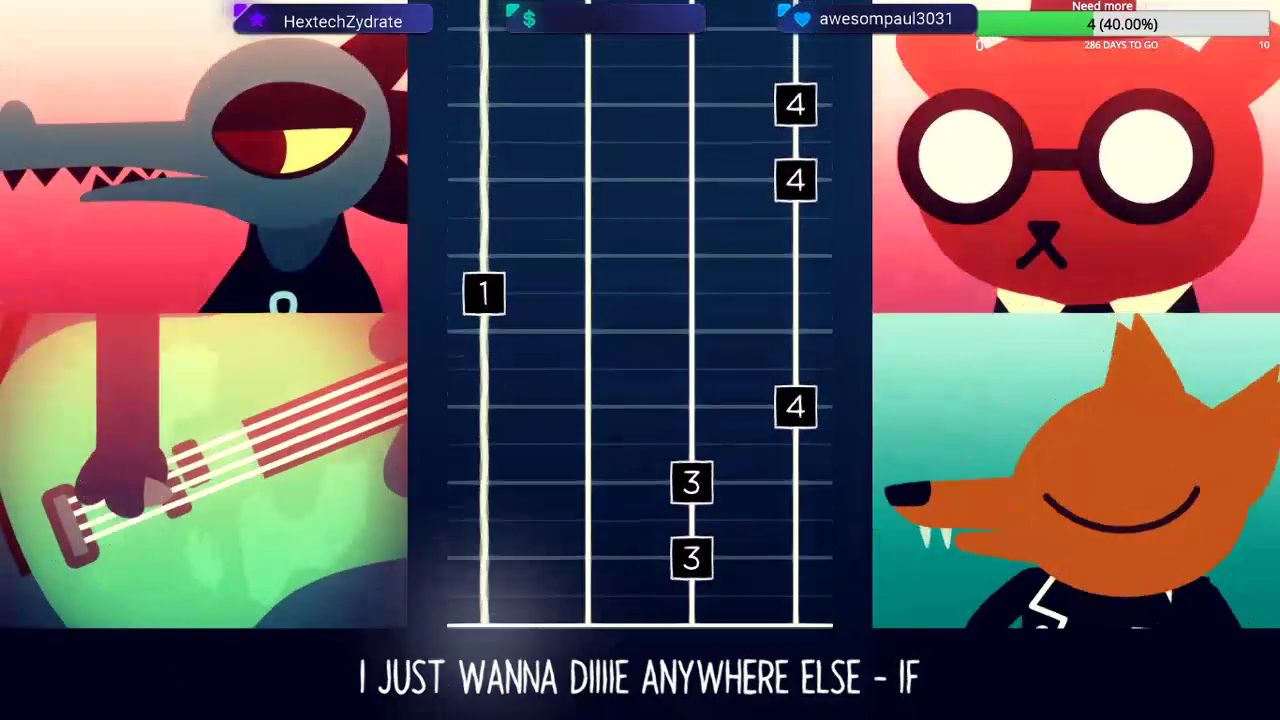 HextechZydrate
$
awesompaul3031
Need more
4 (40.00%)
0
286 DAYS TO GO
10
4
4
1
4
3
3
I JUST WANNA DIIIIE ANYWHERE ELSE - IF